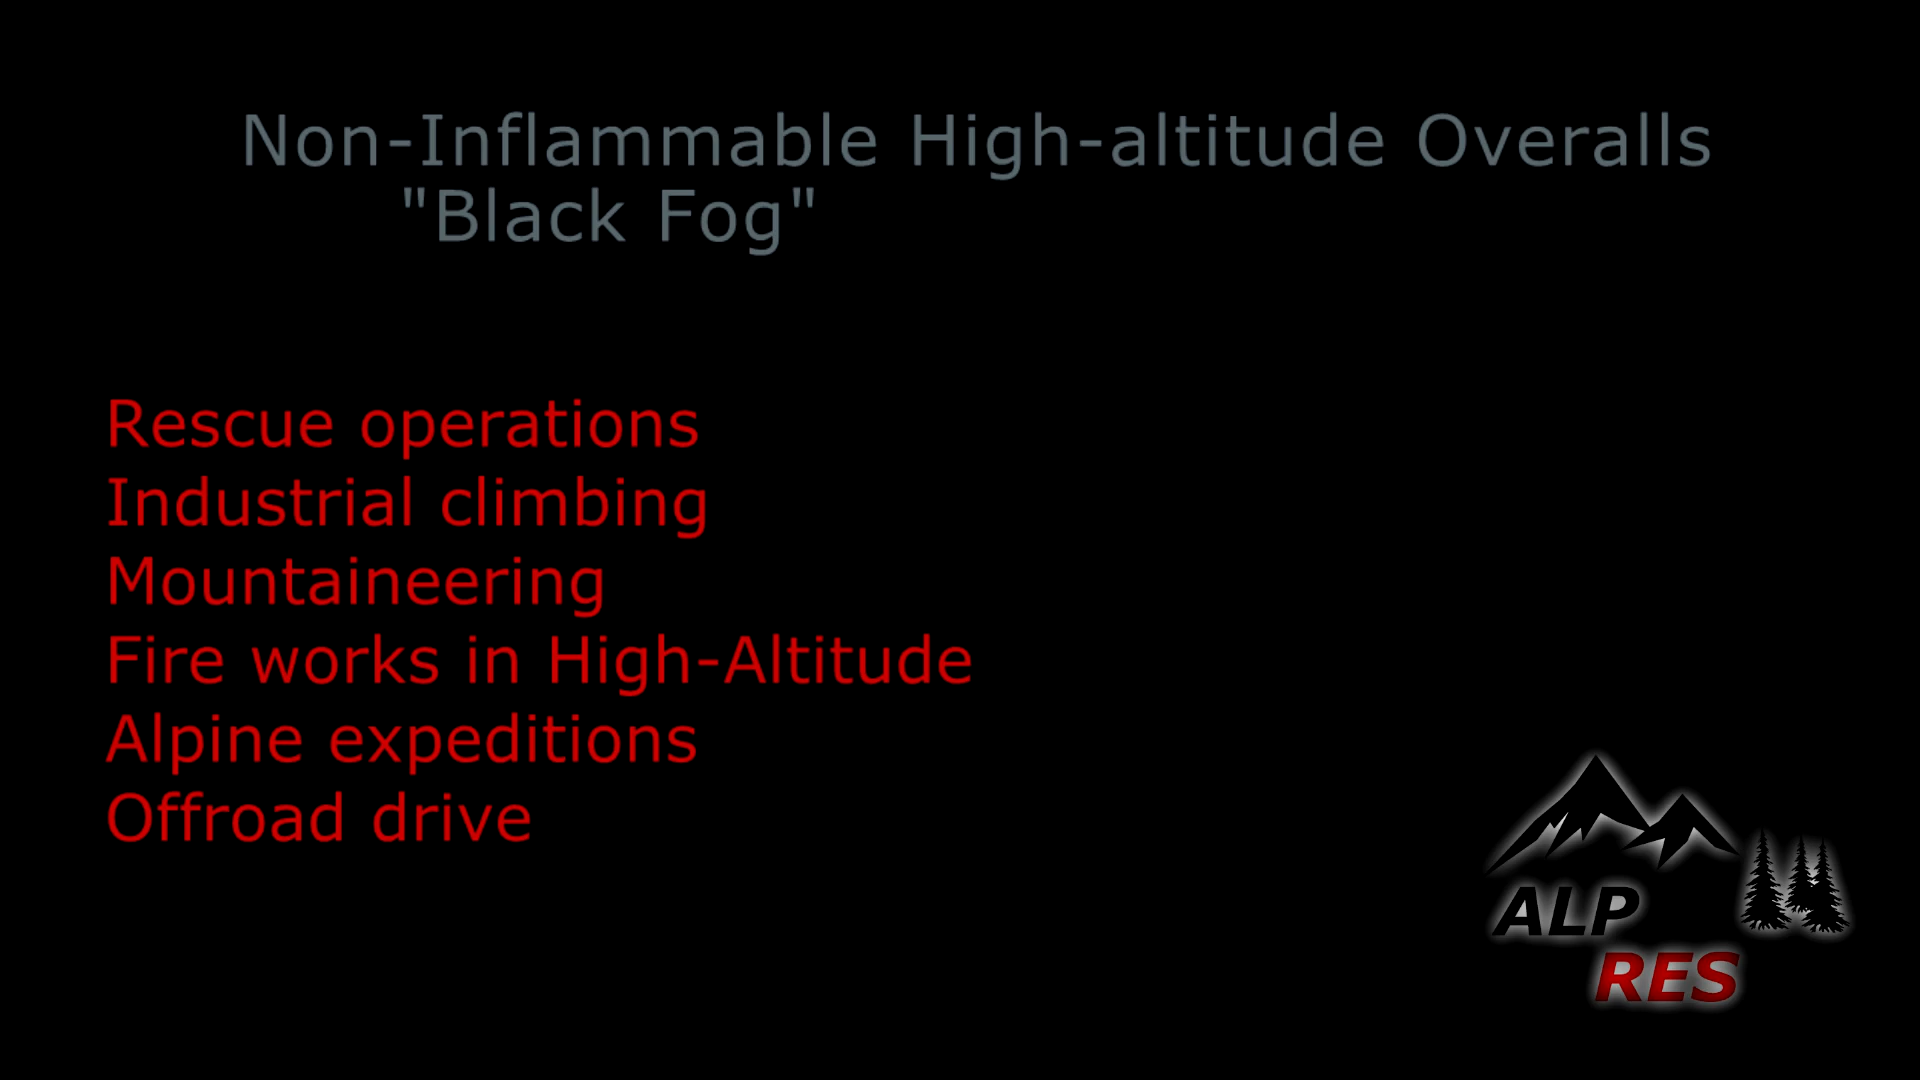 Non-Inflammable High-altitude Overalls
"Black Fog"
Rescue operations
Industrial climbing
Mountaineering
Fire works in High-Altitude
Alpine expeditions
Offroad drive
ALP
RES